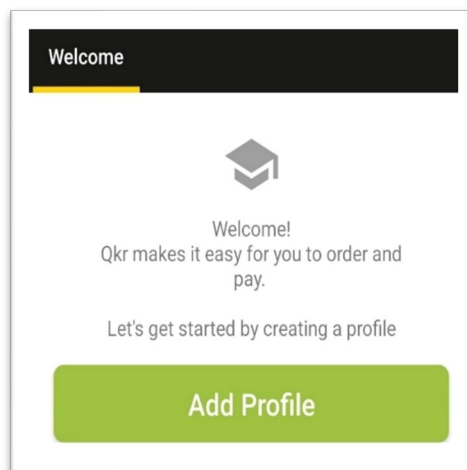 Welcome
Welcome!
Qkr makes it easy for you to order and
pay.
Let's get started by creating a profile
Add Profile